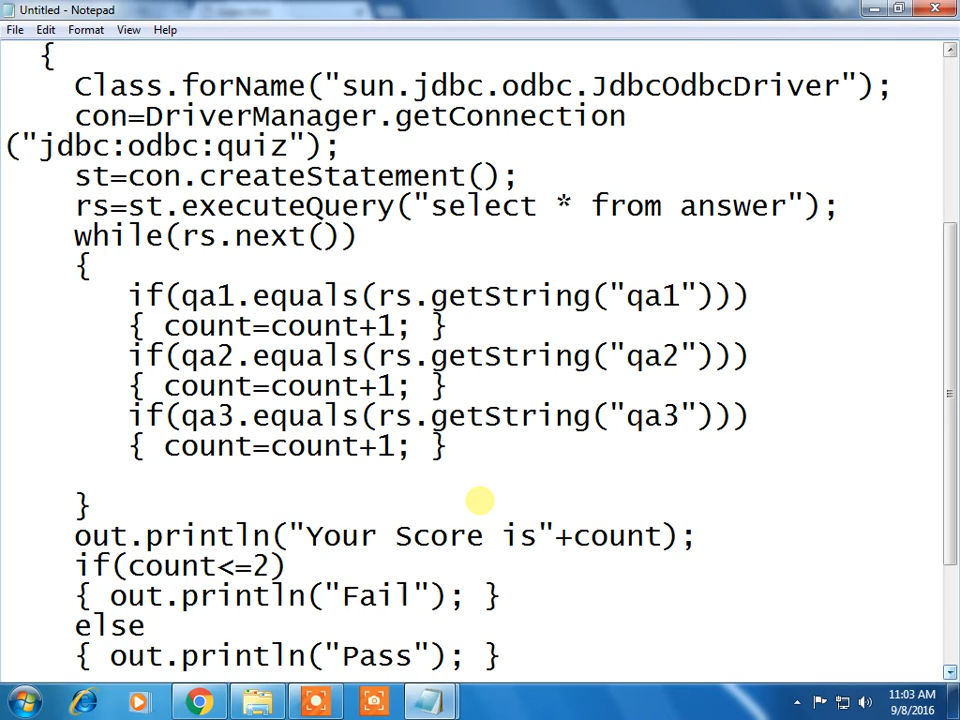 Untitled - Notepad
File Edit Format View Help
{
Class.forName("sun.jdbc.odbc.JdbcOdbcDriver");
con=DriverManager.getConnection
("jdbc:odbc:quiz");
st=con.createStatement();
rs=st.executeQuery("select * from answer");
while(rs.next())
{
if(qa1.equals(rs.getString("qa1")))
{ count=count+1; }
if(qa2.equals(rs.getString("qa2")))
{ count=count+1; }
if(qa3.equals(rs.getString("qa3")))
{ count=count+1; }
}
out.println("Your Score is"+count);
if(count<=2)
{ out.println("Fail"); }
else
{ out.println("Pass"); }
11:03 AM
9/8/2016